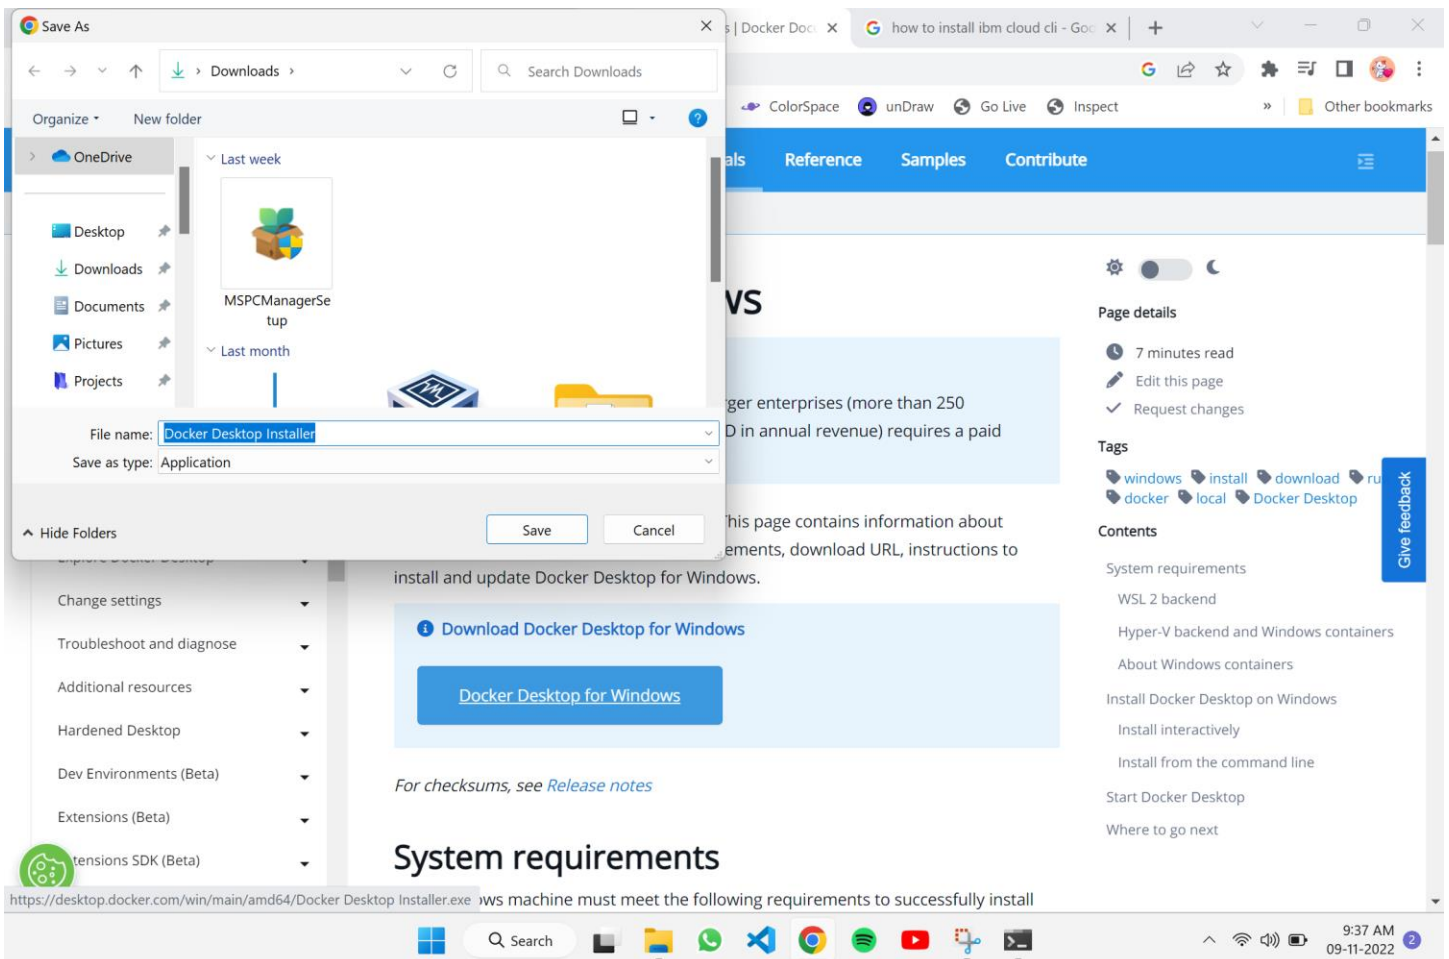 Save As
s | Docker Doc
how to install ibm cloud cli - Goo
Downloads
Search Downloads
ColorSpace
unDraw
Go Live
Inspect
»
Other bookmarks
Organize
New folder
OneDrive
Last week
als
Reference
Samples
Contribute
Desktop
Downloads
Documents
Pictures
Projects
MSPCManagerSe
tup
Last month
ws
rger enterprises (more than 250
D in annual revenue) requires a paid
File name: Docker Desktop Installer
Save as type: Application
Hide Folders
Save
Cancel
This page contains information about
ements, download URL, instructions to
install and update Docker Desktop for Windows.
Explore Docker Desktop
Change settings
Troubleshoot and diagnose
Additional resources
Hardened Desktop
Dev Environments (Beta)
Extensions (Beta)
tensions SDK (Beta)
Download Docker Desktop for Windows
Docker Desktop for Windows
For checksums, see Release notes
System requirements
ows machine must meet the following requirements to successfully install
Page details
7 minutes read
Edit this page
Request changes
Tags
windows install download ru
docker local Docker Desktop
Contents
System requirements
WSL 2 backend
Hyper-V backend and Windows containers
About Windows containers
Install Docker Desktop on Windows
Install interactively
Install from the command line
Start Docker Desktop
Where to go next
Give feedback
https://desktop.docker.com/win/main/amd64/Docker Desktop Installer.exe
Search
9:37 AM
09-11-2022
2